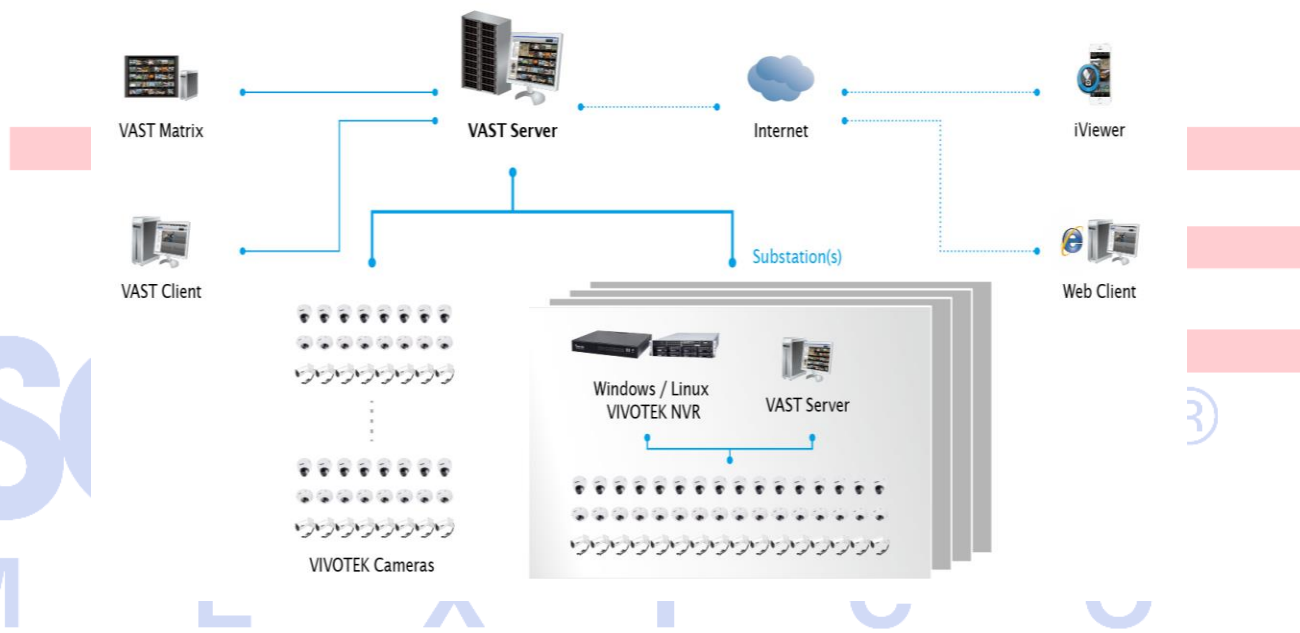 VAST Matrix
VAST Server
Internet
iViewer
VAST Client
Substation(s)
Web Client
Windows / Linux
VIVOTEK NVR
VAST Server
VIVOTEK Cameras
®
M E X I C O